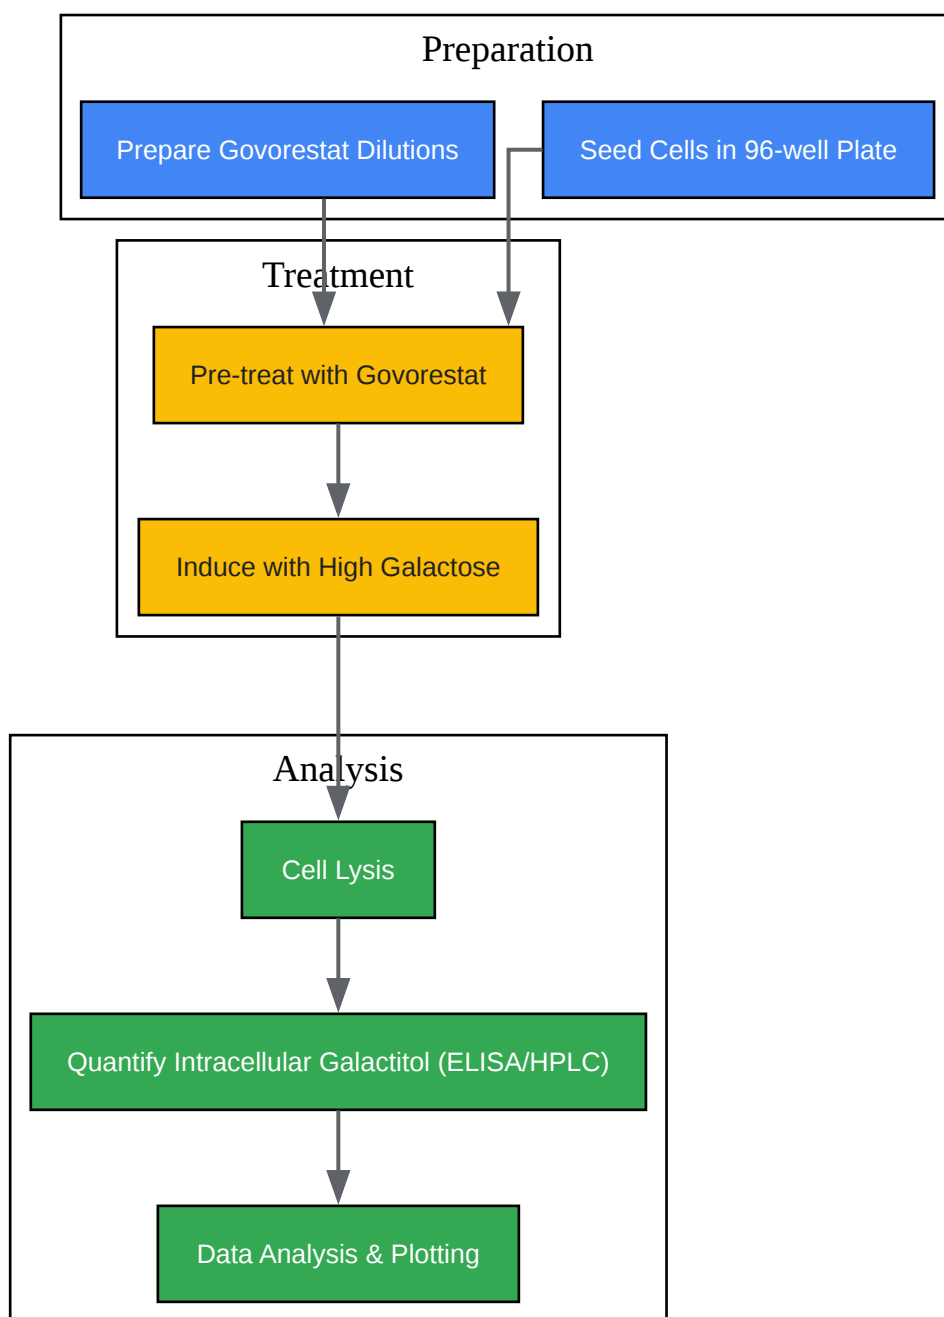 Preparation
Prepare Govorestat Dilutions
Seed Cells in 96-well Plate
Treatment
Pre-treat with Govorestat
Induce with High Galactose
Analysis
Cell Lysis
Quantify Intracellular Galactitol (ELISA/HPLC)
Data Analysis & Plotting